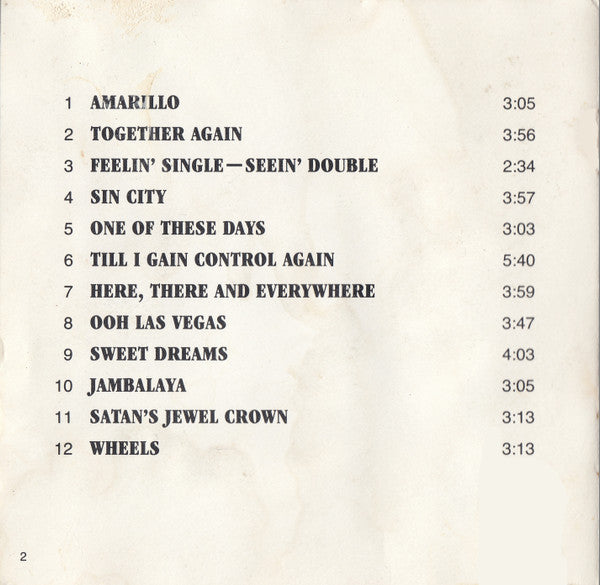 1 AMARILLO 3:05
2 TOGETHER AGAIN 3:56
3 FEELIN' SINGLE—SEEIN' DOUBLE 2:34
4 SIN CITY 3:57
5 ONE OF THESE DAYS 3:03
6 TILL I GAIN CONTROL AGAIN 5:40
7 HERE, THERE AND EVERYWHERE 3:59
8 OOH LAS VEGAS 3:47
9 SWEET DREAMS 4:03
10 JAMBALAYA 3:05
11 SATAN'S JEWEL CROWN 3:13
12 WHEELS 3:13
2